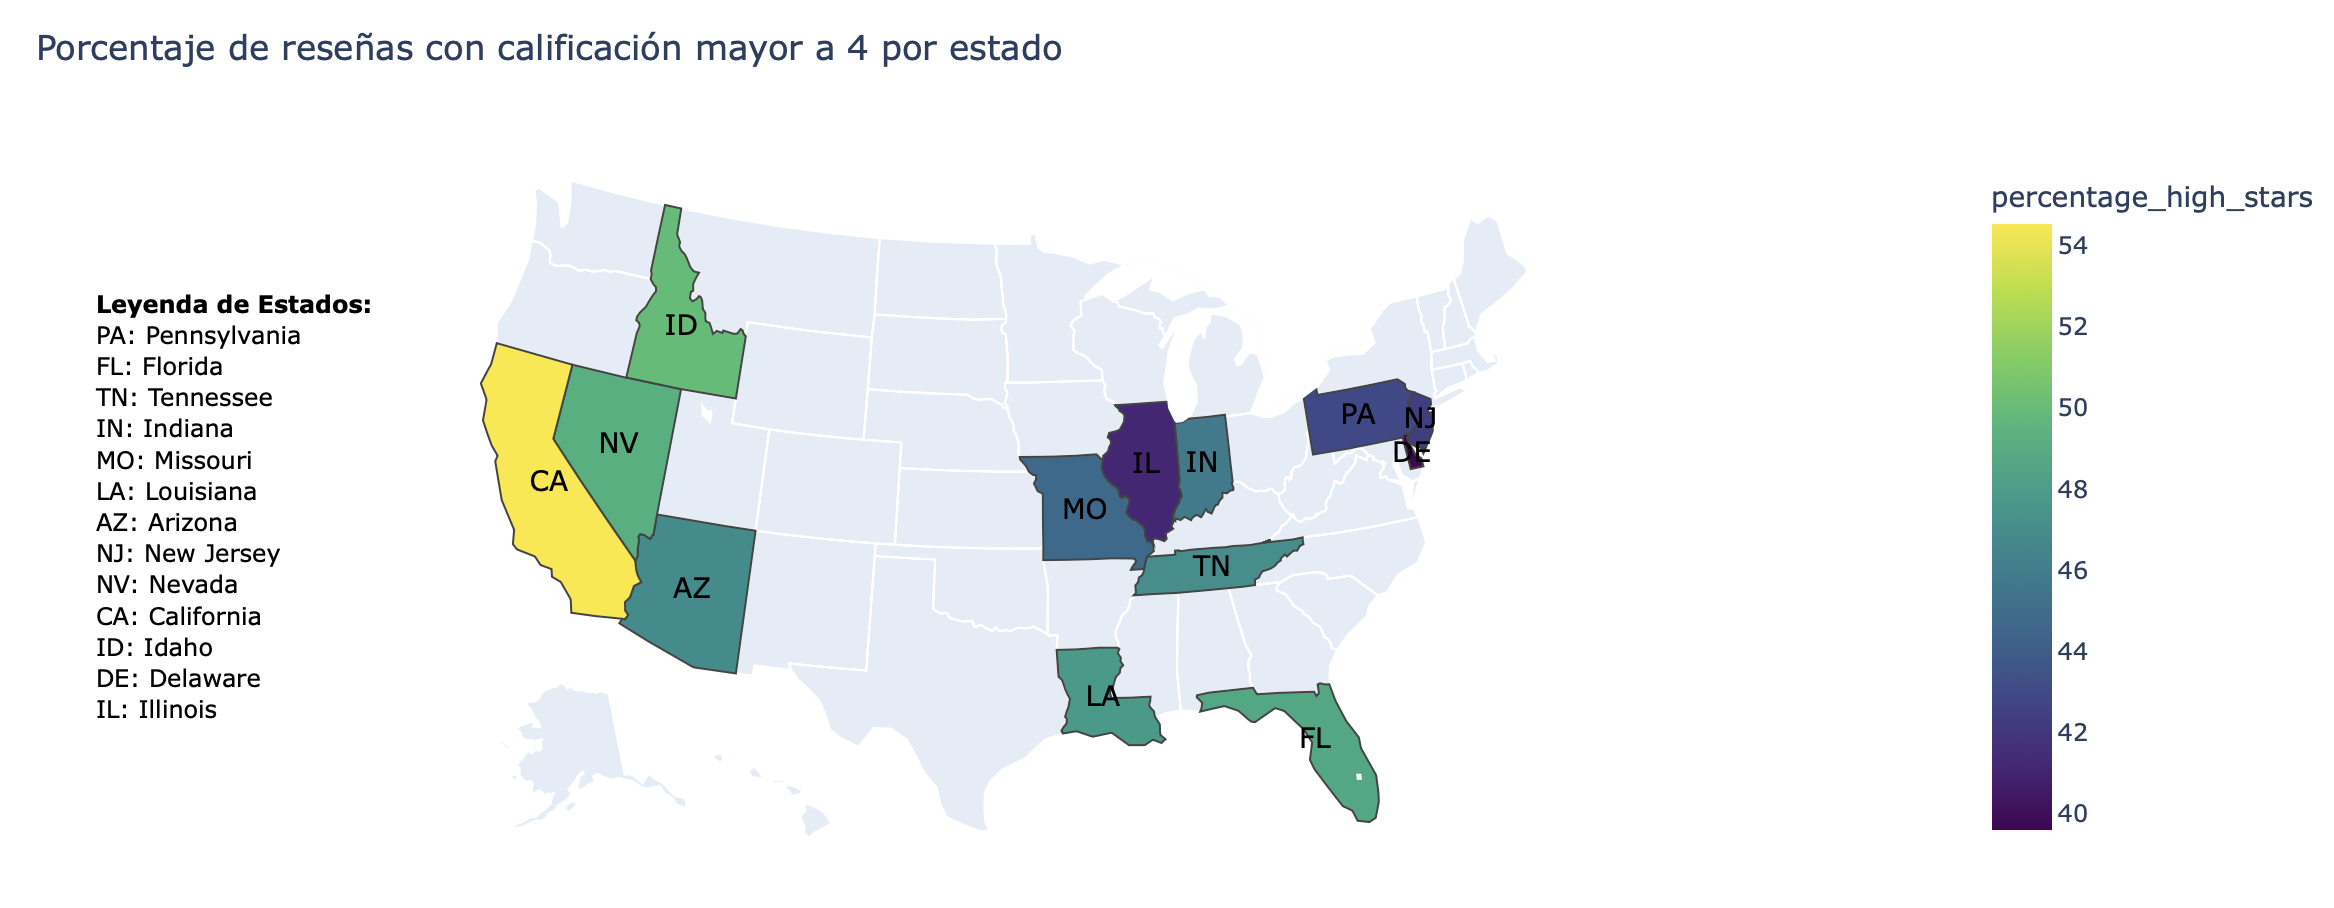 Porcentaje de reseñas con calificación mayor a 4 por estado
percentage_high_stars
54
52
50
48
46
44
42
40
Leyenda de Estados:
PA: Pennsylvania
FL: Florida
TN: Tennessee
IN: Indiana
MO: Missouri
LA: Louisiana
AZ: Arizona
NJ: New Jersey
NV: Nevada
CA: California
ID: Idaho
DE: Delaware
IL: Illinois
ID
PA
NJ
NV
DE
CA
IL
IN
MO
TN
AZ
LA
FL